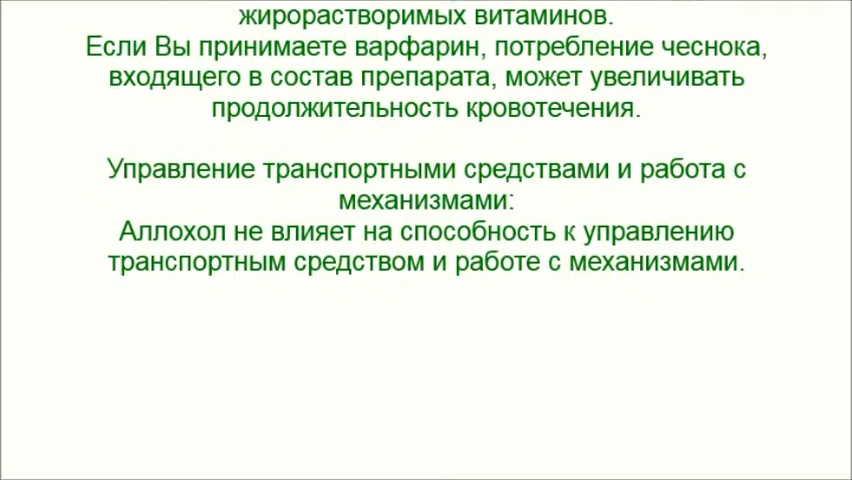 жирорастворимых витаминов.
Если Вы принимаете варфарин, потребление чеснока,
входящего в состав препарата, может увеличивать
продолжительность кровотечения.
Управление транспортными средствами и работа с
механизмами:
Аллохол не влияет на способность к управлению
транспортным средством и работе с механизмами.